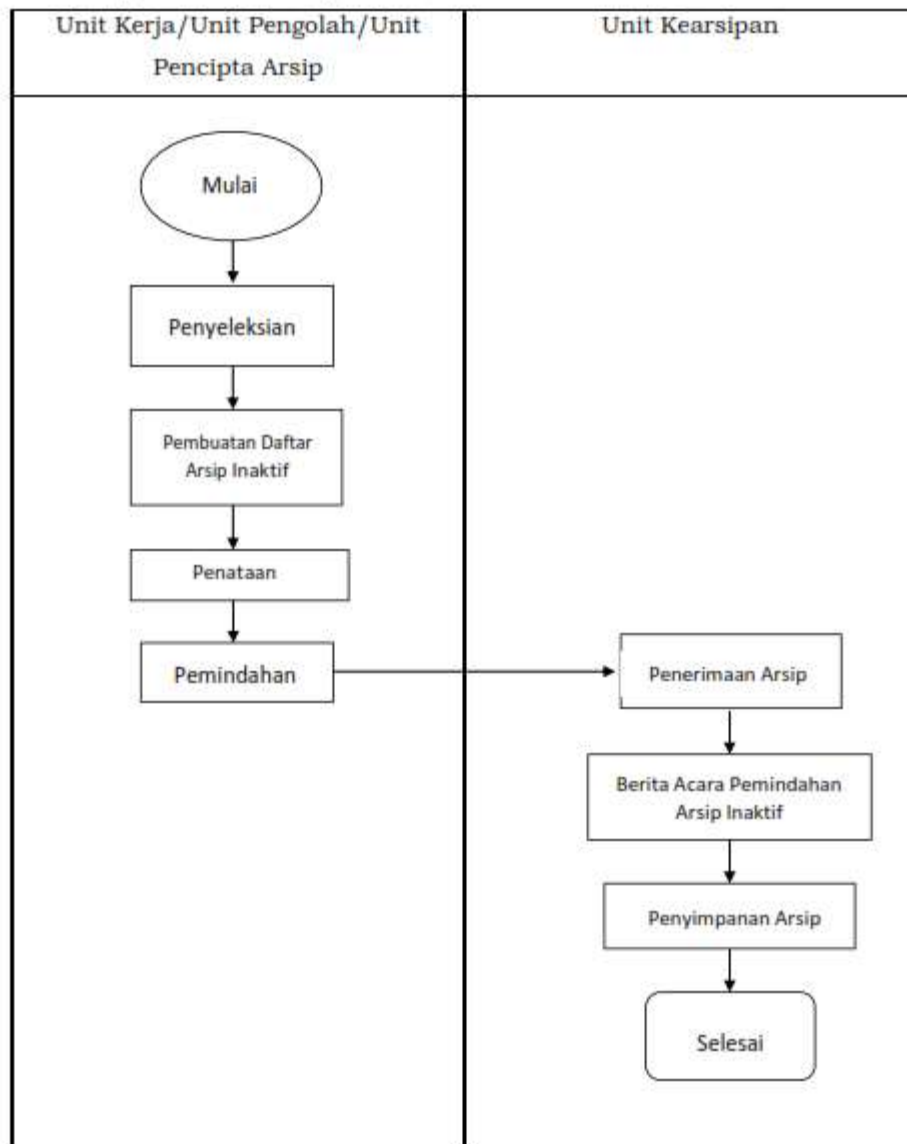 Unit Kerja/Unit Pengolah/Unit
Pencipta Arsip
Unit Kearsipan
Mulai
Penyeleksian
Pembuatan Daftar
Arsip Inaktif
Penataan
Pemindahan
Penerimaan Arsip
Berita Acara Pemindahan
Arsip Inaktif
Penyimpanan Arsip
Selesai